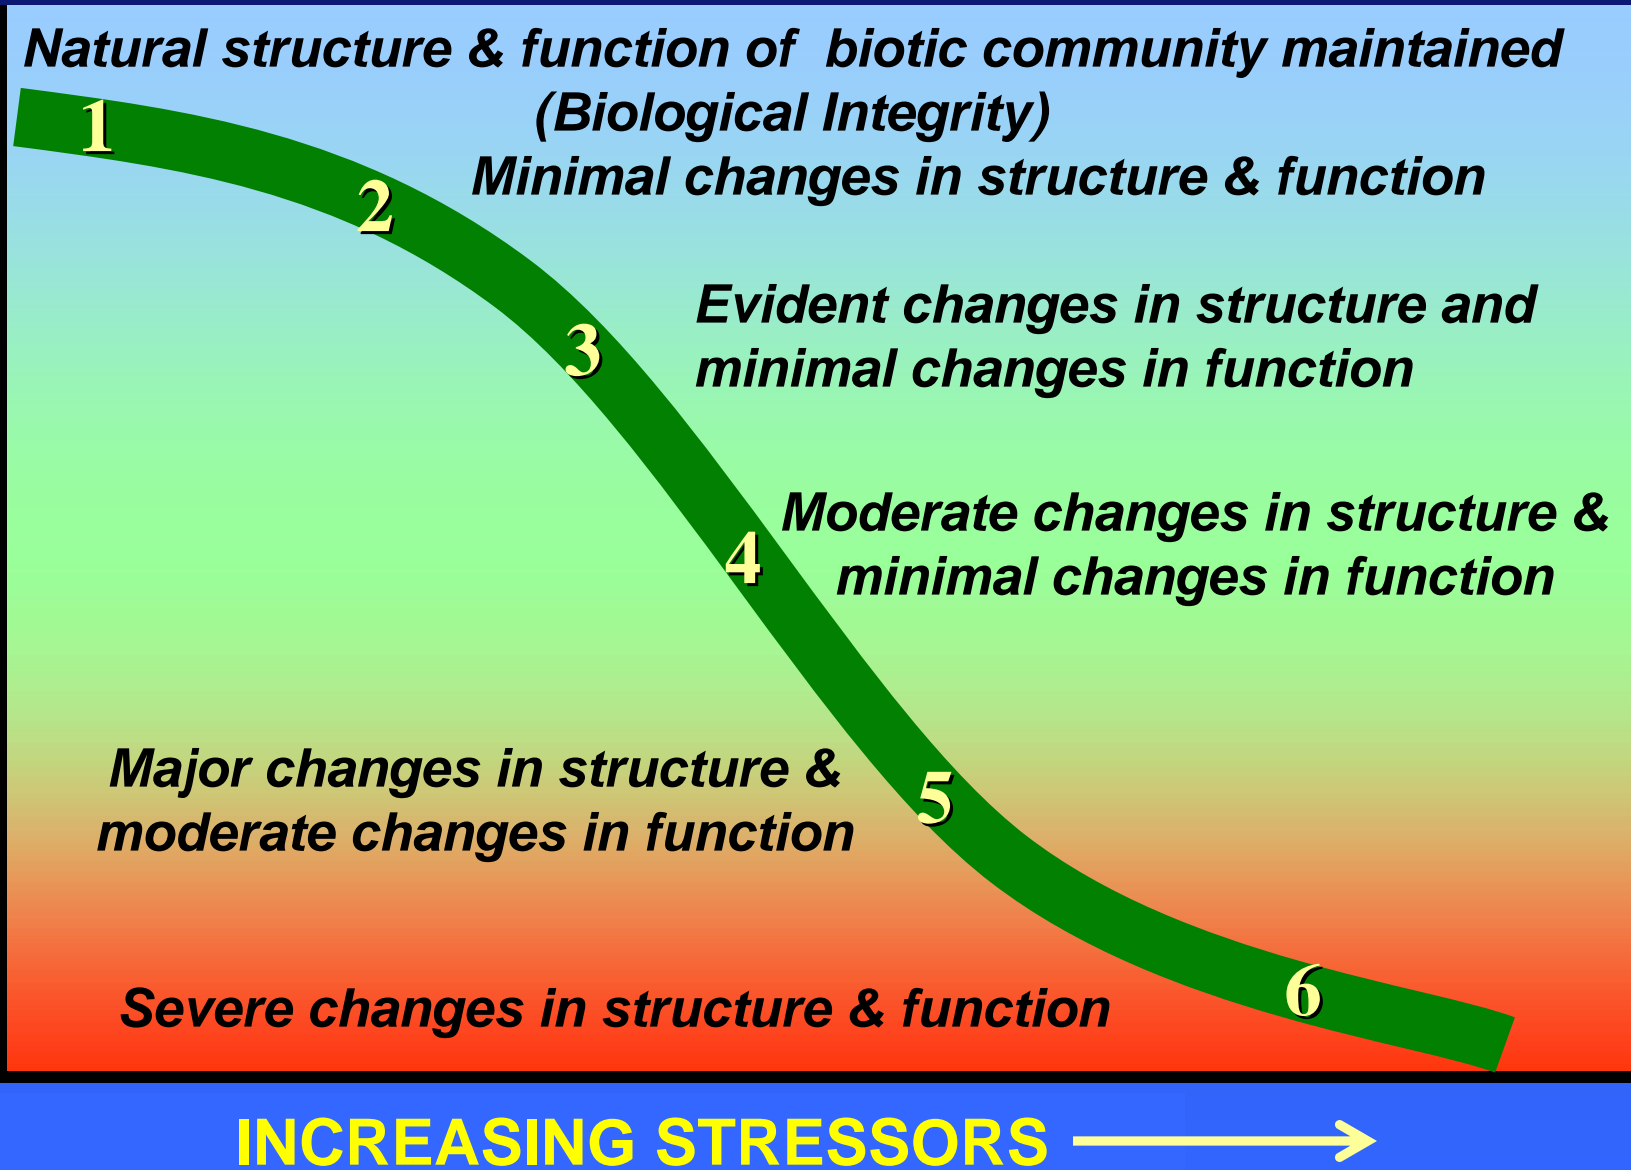 Natural structure & function of biotic community maintained
(Biological Integrity)
1
Minimal changes in structure & function
2
Evident changes in structure and
minimal changes in function
3
Moderate changes in structure &
minimal changes in function
4
Major changes in structure &
moderate changes in function
5
Severe changes in structure & function
6
INCREASING STRESSORS